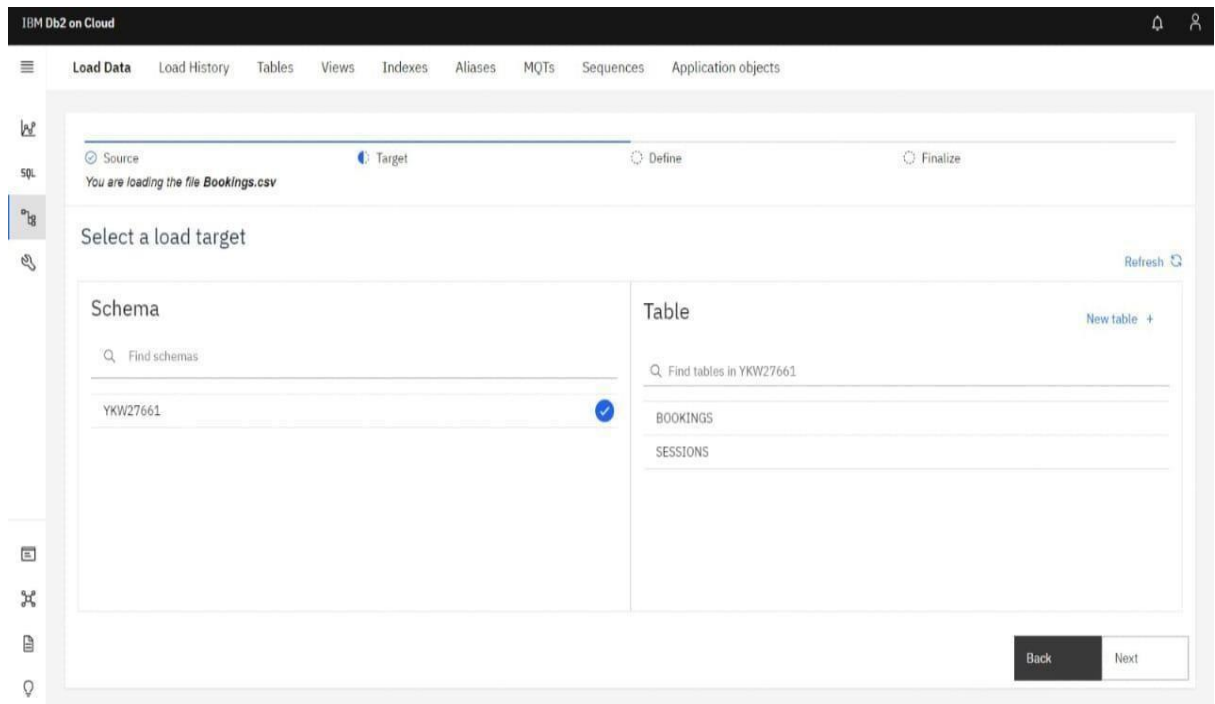 IBM Db2 on Cloud
Load Data Load History Tables Views Indexes Aliases MQTs Sequences Application objects
SQL
Source Target Define Finalize
You are loading the file Bookings.csv
Select a load target
Refresh
Schema
Find schemas
YKW27661
Table
New table +
Find tables in YKW27661
BOOKINGS
SESSIONS
Back Next